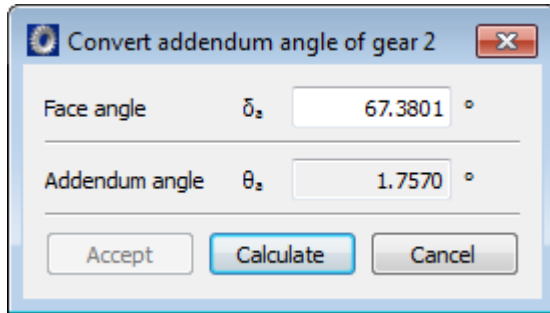 Convert addendum angle of gear 2
Face angle δₐ 67.3801 °
Addendum angle θₐ 1.7570 °
Accept Calculate Cancel